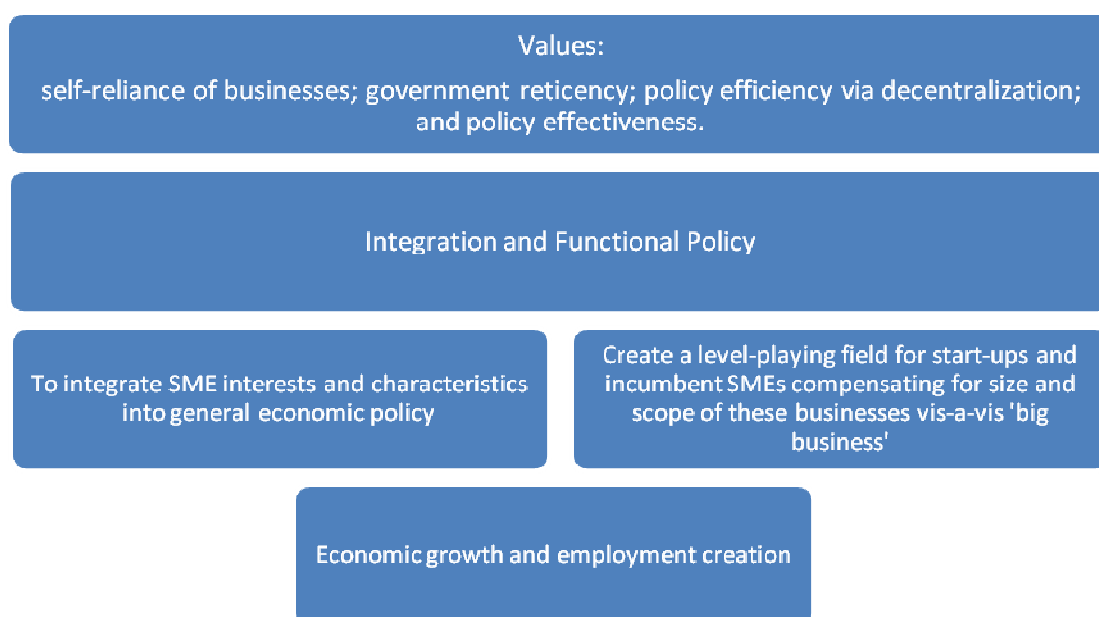 Values:
self-reliance of businesses; government reticency; policy efficiency via decentralization;
and policy effectiveness.
Integration and Functional Policy
To integrate SME interests and characteristics
into general economic policy
Create a level-playing field for start-ups and
incumbent SMEs compensating for size and
scope of these businesses vis-a-vis 'big
business'
Economic growth and employment creation